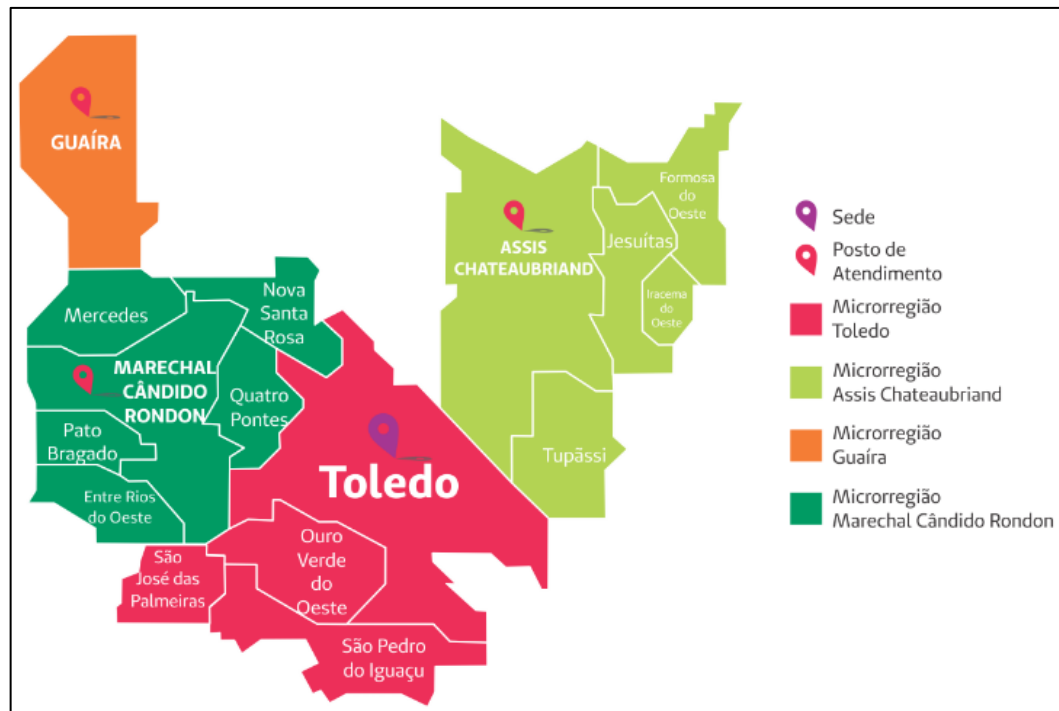 GUAÍRA
Mercedes
Nova
Santa
Rosa
MARECHAL
CÂNDIDO
RONDON
Quatro
Pontes
Pato
Bragado
Entre Rios
do Oeste
Toledo
São
José das
Palmeiras
Ouro
Verde
do
Oeste
São Pedro
do Iguaçu
ASSIS
CHATEAUBRIAND
Formosa
do
Oeste
Jesuítas
Iracema
do
Oeste
Tupãssi
Sede
Posto de
Atendimento
Microrregião
Toledo
Microrregião
Assis Chateaubriand
Microrregião
Guaíra
Microrregião
Marechal Cândido Rondon